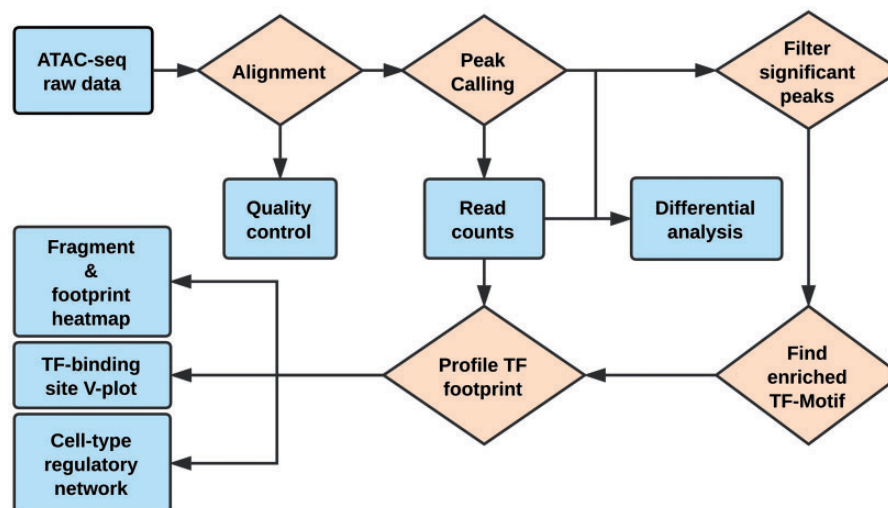 ATAC-seq
raw data
Alignment
Peak
Calling
Filter
significant
peaks
Quality
control
Read
counts
Differential
analysis
Fragment
&
footprint
heatmap
TF-binding
site V-plot
Profile TF
footprint
Find
enriched
TF-Motif
Cell-type
regulatory
network